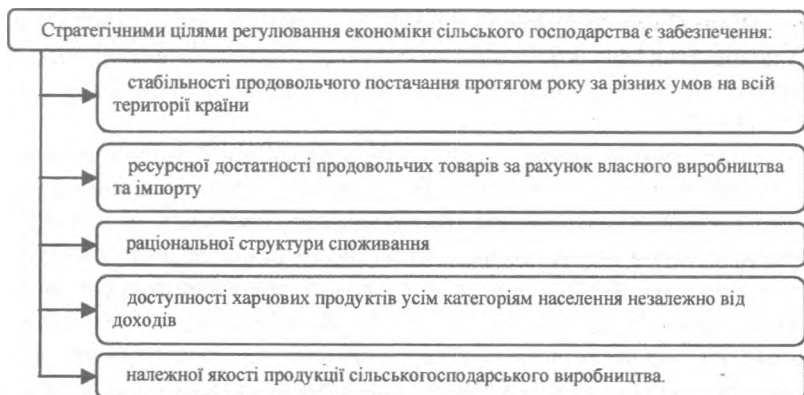 Стратегічними цілями регулювання економіки сільського господарства є забезпечення:
стабільності продовольчого постачання протягом року за різних умов на всій
території країни
ресурсної достатності продовольчих товарів за рахунок власного виробництва
та імпорту
раціональної структури споживання
доступності харчових продуктів усім категоріям населення незалежно від
доходів
належної якості продукції сільськогосподарського виробництва.